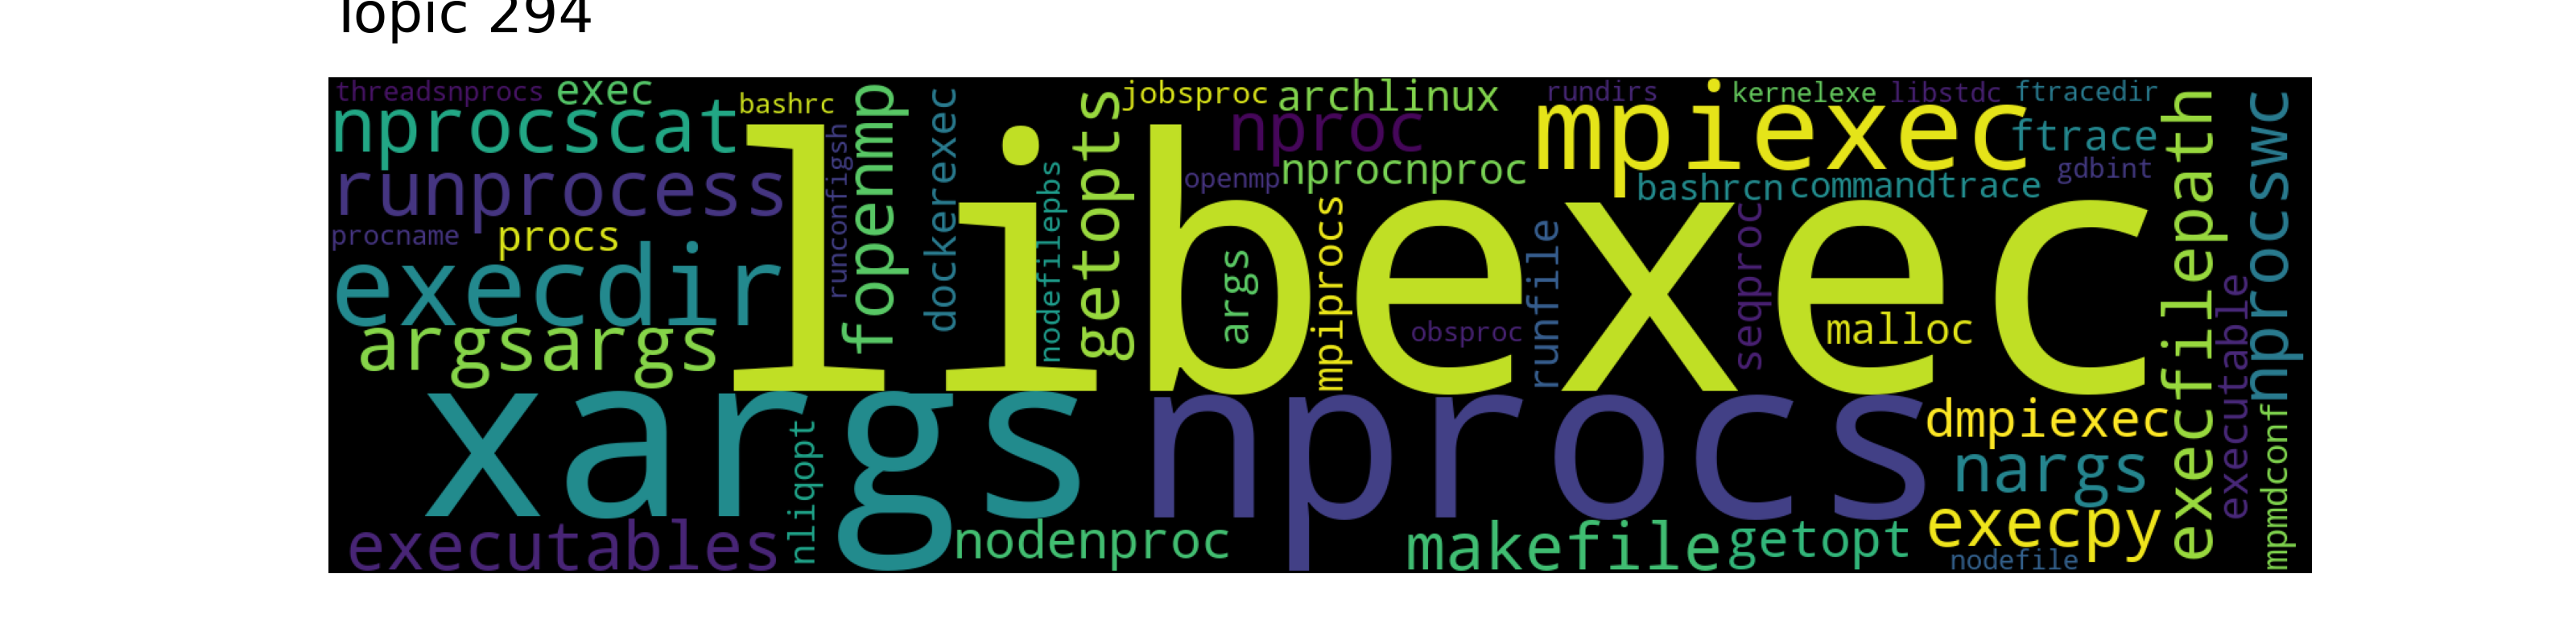 Topic 294
threadsnprocs exec bashrc jobsproc archlinux rundirs kernelexe libstdc ftracedir
nprocscat fopenmp dockerexec getopts nproc mpiexec ftrace execfilepath nprocswc
runprocess runconfigsh nodefilepbs openmp nprocnproc bashrcn commandtrace gdbint
procname procs libexec
execdir args mpiprocs obsproc runfile seqproc malloc executable
argsargs
xargs nprocs dmpiexec
nliqopt nargs mpmdconf
executables nodenproc makefile getopt execpy
nodefile